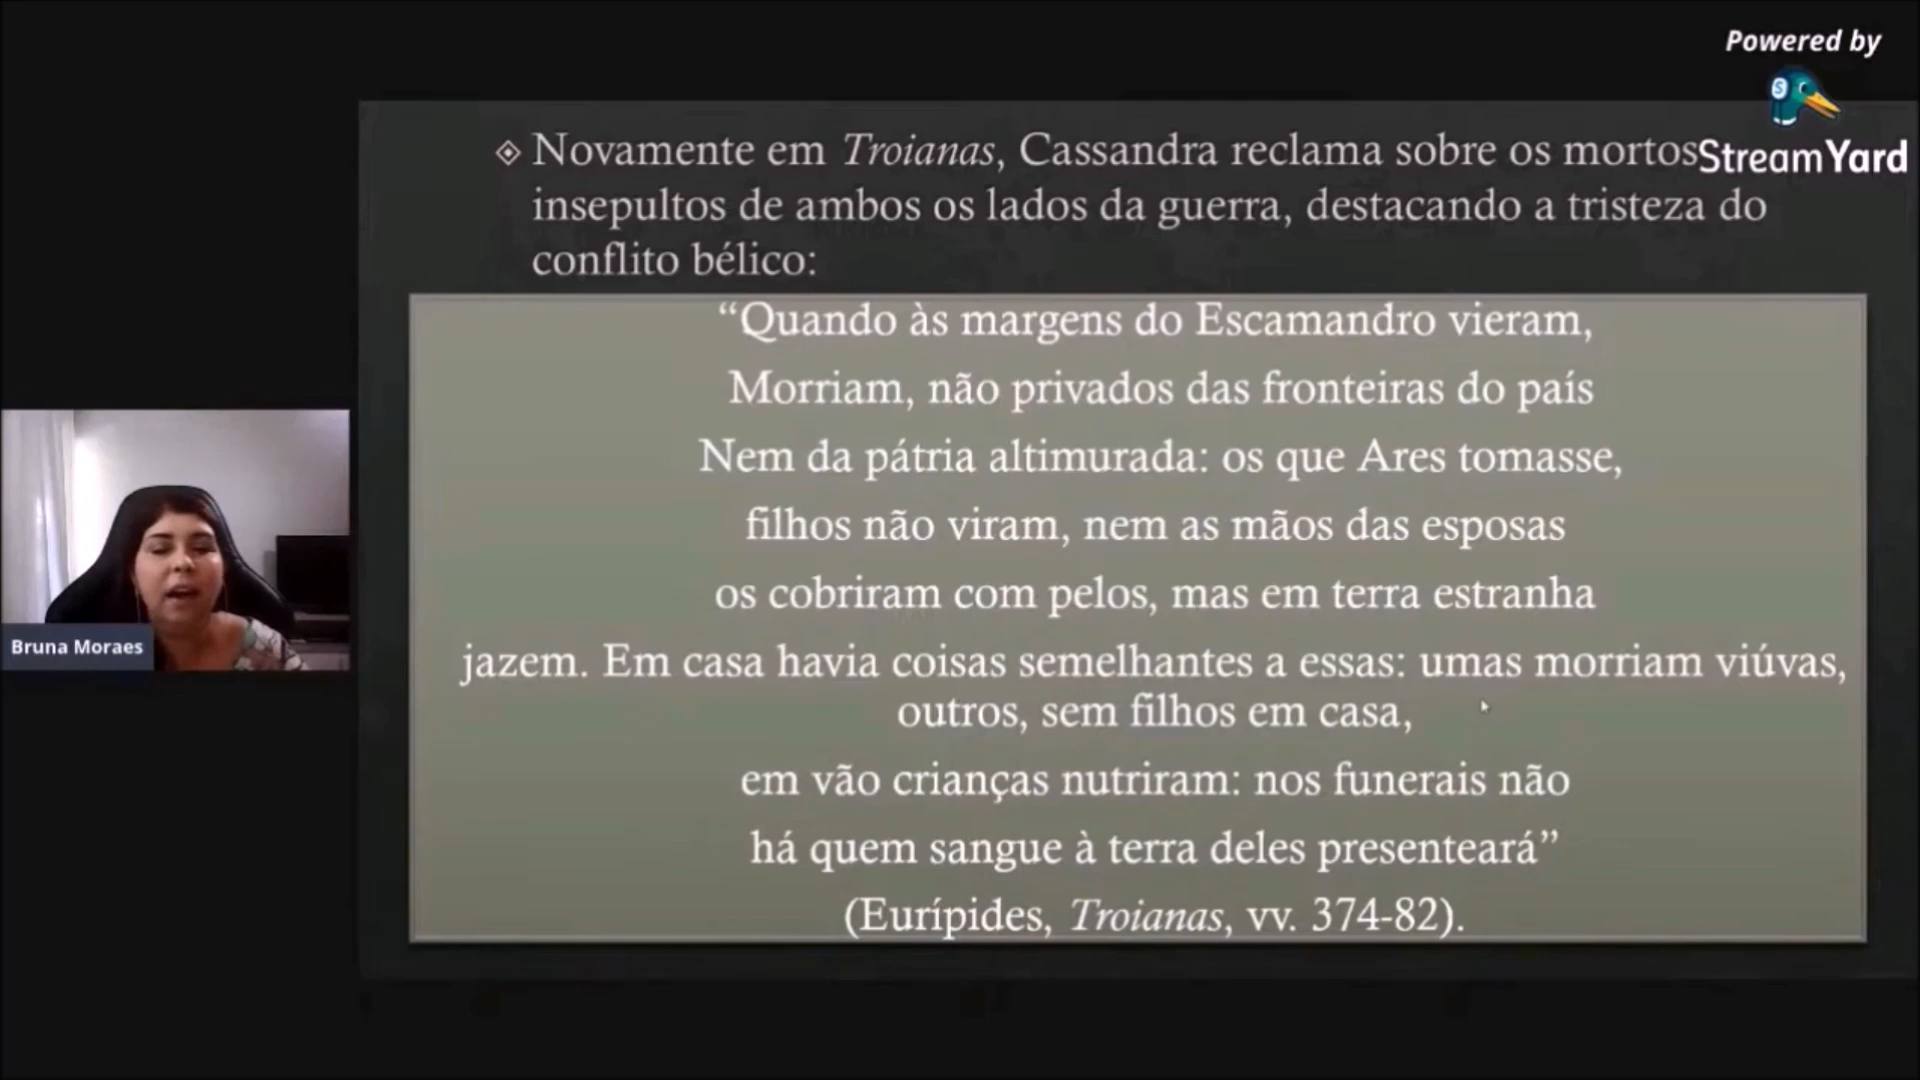 Powered by
StreamYard
Novamente em Troianas, Cassandra reclama sobre os mortos
insepultos de ambos os lados da guerra, destacando a tristeza do
conflito bélico:
“Quando às margens do Escamandro vieram,
Morriam, não privados das fronteiras do país
Nem da pátria altimurada: os que Ares tomasse,
filhos não viram, nem as mãos das esposas
os cobriram com pelos, mas em terra estranha
jazem. Em casa havia coisas semelhantes a essas: umas morriam viúvas,
outros, sem filhos em casa,
em vão crianças nutriram: nos funerais não
há quem sangue à terra deles presenteará”
(Eurípides, Troianas, vv. 374-82).
Bruna Moraes